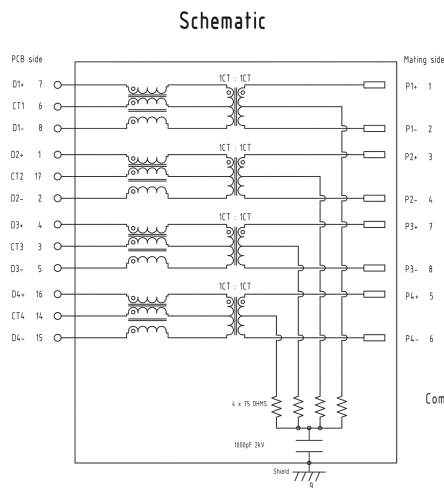 Schematic
PCB side
Mating side
D1+ 7
1CT : 1CT
P1+ 1
CT1 6
D1- 8
P1- 2
D2+ 1
1CT : 1CT
P2+ 3
CT2 17
D2- 2
P2- 4
D3+ 4
1CT : 1CT
P3+ 7
CT3 3
D3- 5
P3- 8
D4+ 16
1CT : 1CT
P4+ 5
CT4 14
D4- 15
P4- 6
4 x 75 OHMS
Com
1000pF 2kV
Shield
9